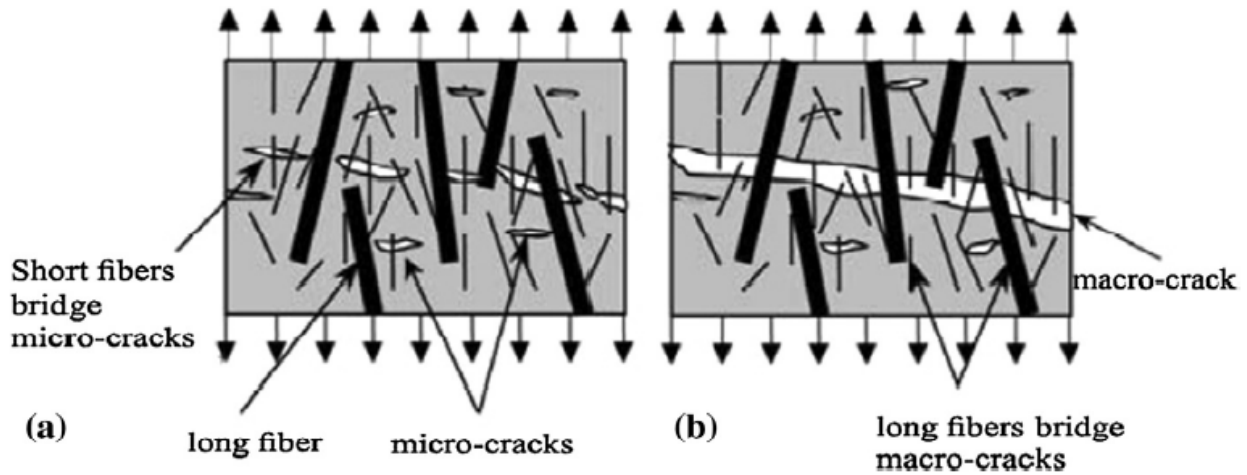 Short fibers
bridge
micro-cracks
(a)
long fiber
micro-cracks
macro-crack
(b)
long fibers bridge
macro-cracks